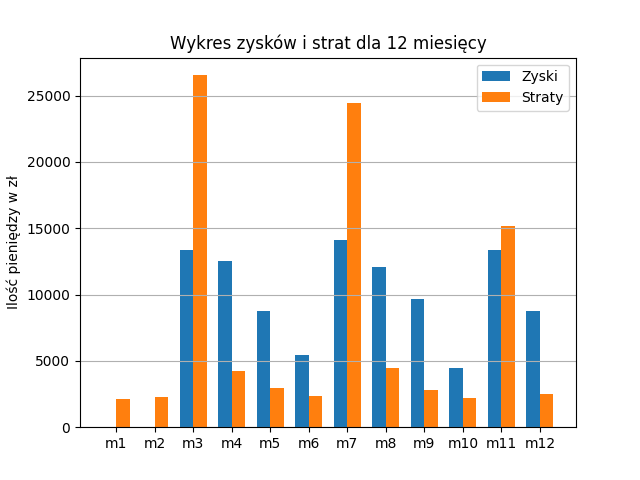 Wykres zysków i strat dla 12 miesięcy
Zyski
Straty
Ilość pieniędzy w zł
25000
20000
15000
10000
5000
0
m1 m2 m3 m4 m5 m6 m7 m8 m9 m10 m11 m12